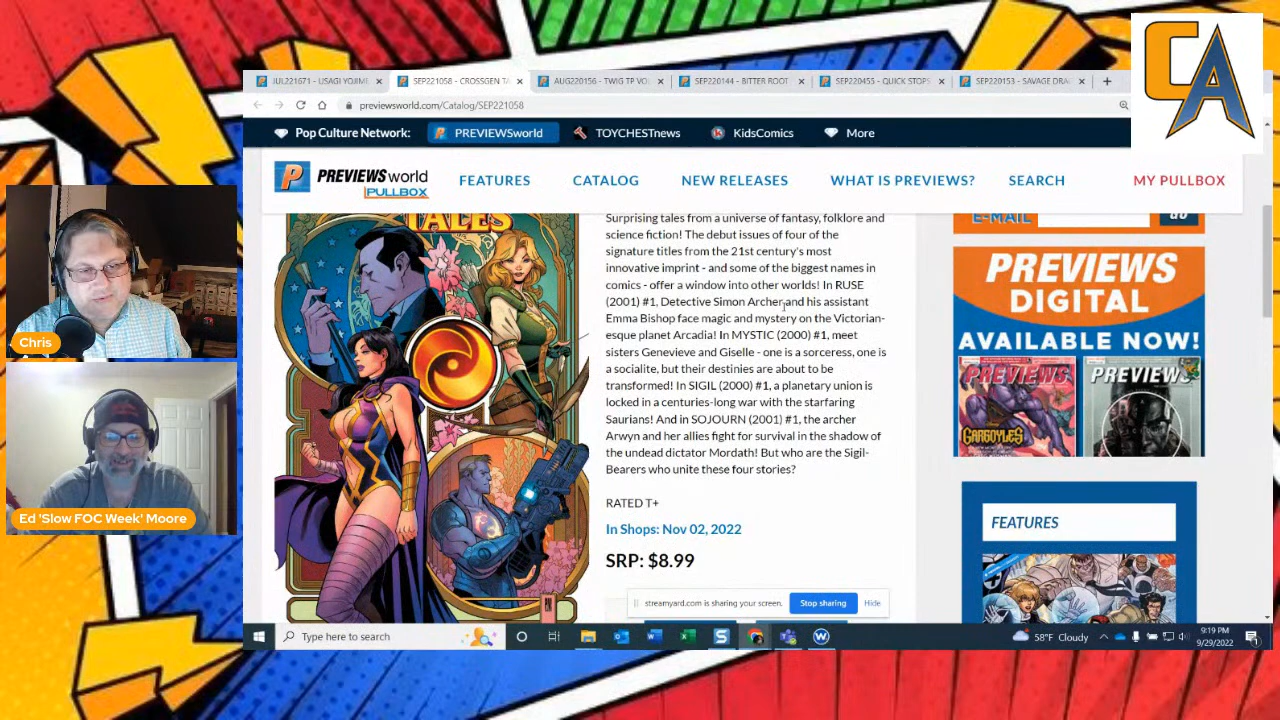 CA
JUL221671 - USAGI YOJIM
SEP221058 - CROSSGEN TA
AUG220156 - TWIG TP VO
SEP220144 - BITTER ROOT
SEP220455 - QUICK STOPS
SEP220153 - SAVAGE DRA
previewsworld.com/Catalog/SEP221058
Pop Culture Network:
PREVIEWSworld
TOYCHESTnews
KidsComics
More
P PREVIEWS world
PULLBOX
FEATURES
CATALOG
NEW RELEASES
WHAT IS PREVIEWS?
SEARCH
MY PULLBOX
TALES
Surprising tales from a universe of fantasy, folklore and
science fiction! The debut issues of four of the
signature titles from the 21st century's most
innovative imprint - and some of the biggest names in
comics - offer a window into other worlds! In RUSE
(2001) #1, Detective Simon Archer and his assistant
Emma Bishop face magic and mystery on the Victorian-
esque planet Arcadia! In MYSTIC (2000) #1, meet
sisters Genevieve and Giselle - one is a sorceress, one is
a socialite, but their destinies are about to be
transformed! In SIGIL (2000) #1, a planetary union is
locked in a centuries-long war with the starfaring
Saurians! And in SOJOURN (2001) #1, the archer
Arwyn and her allies fight for survival in the shadow of
the undead dictator Mordath! But who are the Sigil-
Bearers who unite these four stories?
RATED T+
In Shops: Nov 02, 2022
SRP: $8.99
E-MAIL
GO
PREVIEWS
DIGITAL
AVAILABLE NOW!
PREVIEWS
PREVIEWS
GARGOYLES
FEATURES
streamyard.com is sharing your screen.
Stop sharing
Hide
Type here to search
58°F Cloudy
9:19 PM
9/29/2022
Chris
Ed 'Slow FOC Week' Moore